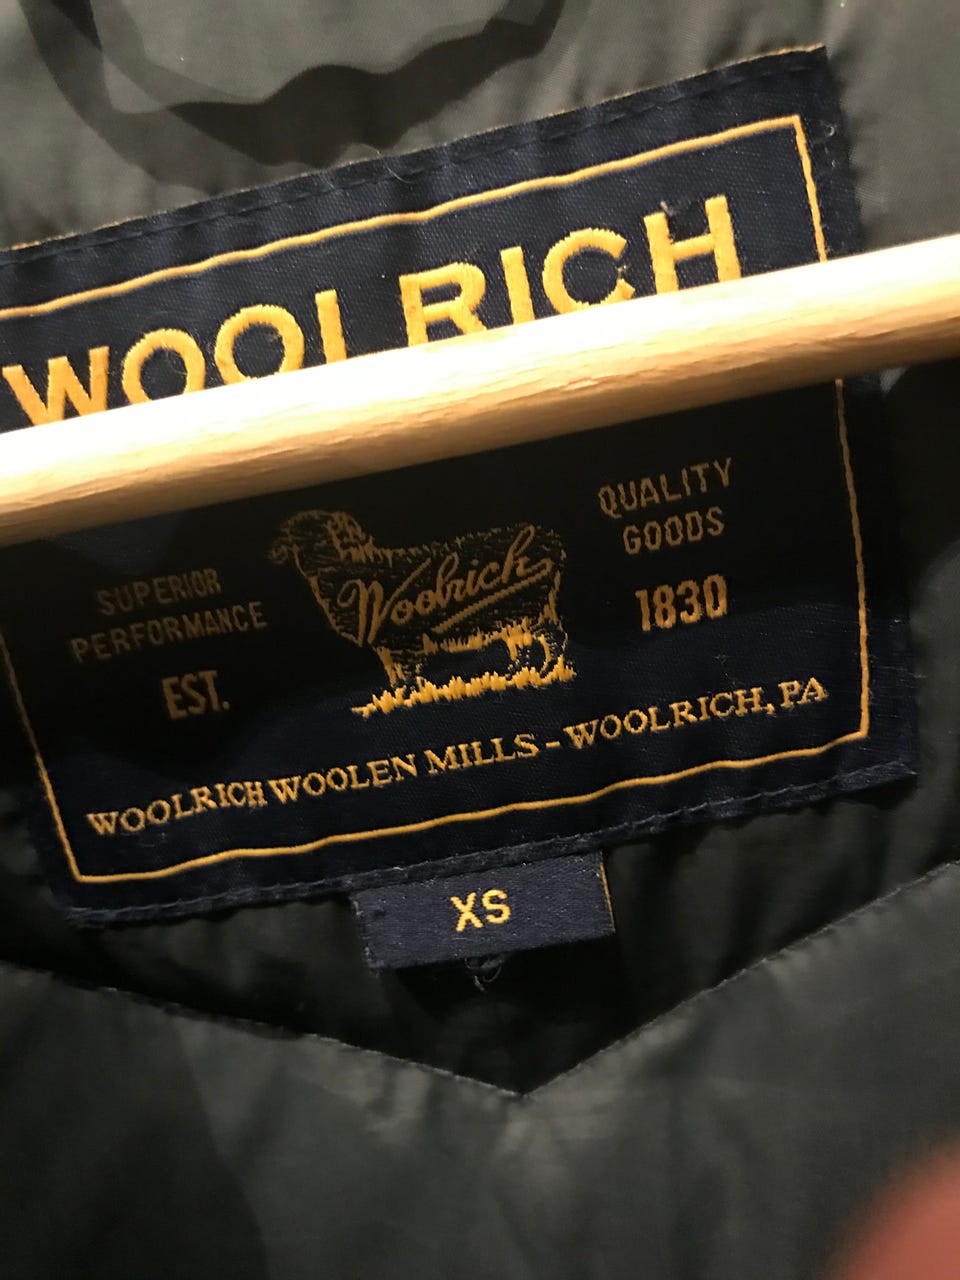 WOOLRICH
SUPERIOR
PERFORMANCE
EST.
Woolrich
QUALITY
GOODS
1830
WOOLRICH WOOLEN MILLS - WOOLRICH, PA
XS